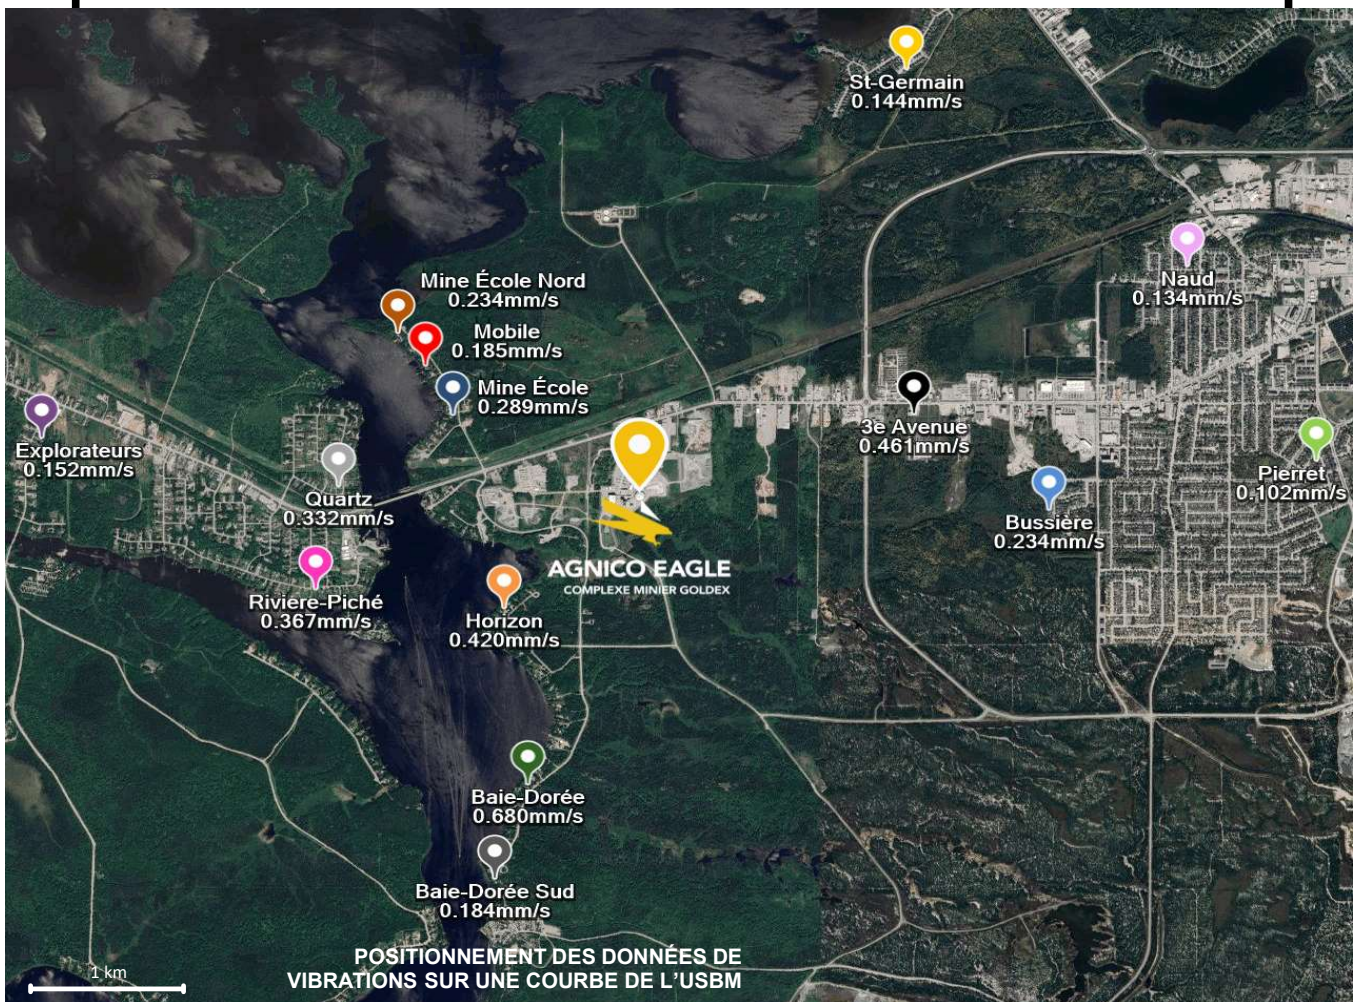 St-Germain
0.144mm/s
Naud
0.134mm/s
Mine École Nord
0.234mm/s
Mobile
0.185mm/s
Mine École
0.289mm/s
3e Avenue
0.461mm/s
Explorateurs
0.152mm/s
Pierret
0.102mm/s
Quartz
0.332mm/s
Bussière
0.234mm/s
AGNICO EAGLE
COMPLEXE MINIER GOLDEX
Riviere-Piché
0.367mm/s
Horizon
0.420mm/s
Baie-Dorée
0.680mm/s
Baie-Dorée Sud
0.184mm/s
POSITIONNEMENT DES DONNÉES DE
VIBRATIONS SUR UNE COURBE DE L'USBM
1 km